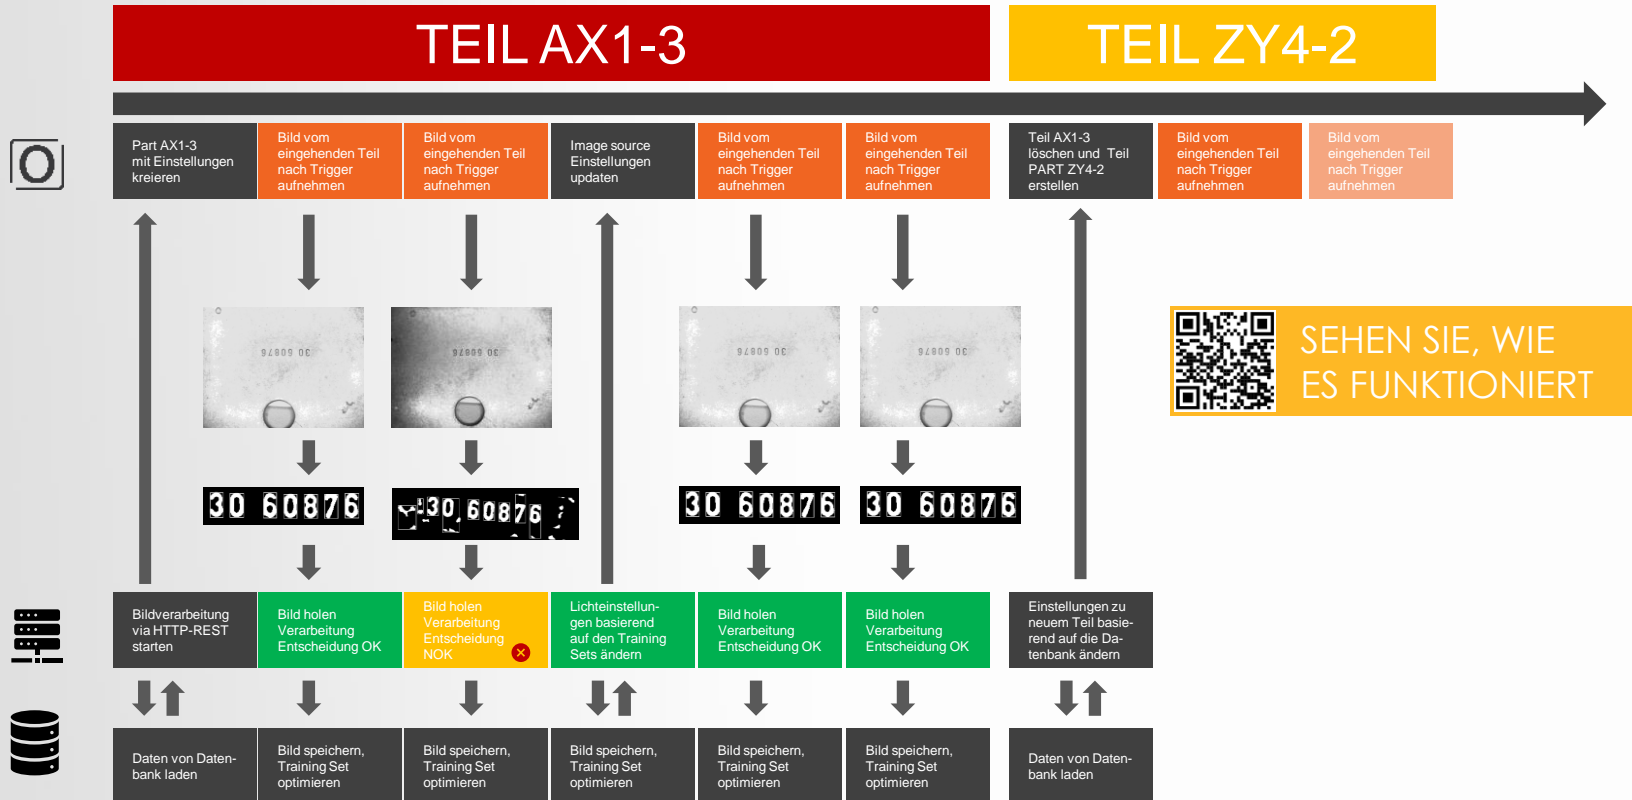 TEIL AX1-3
TEIL ZY4-2
Part AX1-3
mit Einstellungen
kreieren
Bild vom
eingehenden Teil
nach Trigger
aufnehmen
Bild vom
eingehenden Teil
nach Trigger
aufnehmen
Image source
Einstellungen
updaten
Bild vom
eingehenden Teil
nach Trigger
aufnehmen
Bild vom
eingehenden Teil
nach Trigger
aufnehmen
Teil AX1-3
löschen und Teil
PART ZY4-2
erstellen
Bild vom
eingehenden Teil
nach Trigger
aufnehmen
Bild vom
eingehenden Teil
nach Trigger
aufnehmen
30 60876
30 60876
30 60876
30 60876
SEHEN SIE, WIE
ES FUNKTIONIERT
30 60876
30 60876
30 60876
30 60876
Bildverarbeitung
via HTTP-REST
starten
Bild holen
Verarbeitung
Entscheidung OK
Bild holen
Verarbeitung
Entscheidung
NOK
Lichteinstellun-
gen basierend
auf den Training
Sets ändern
Bild holen
Verarbeitung
Entscheidung OK
Bild holen
Verarbeitung
Entscheidung OK
Einstellungen zu
neuem Teil basie-
rend auf die Da-
tenbank ändern
Daten von Daten-
bank laden
Bild speichern,
Training Set
optimieren
Bild speichern,
Training Set
optimieren
Bild speichern,
Training Set
optimieren
Bild speichern,
Training Set
optimieren
Bild speichern,
Training Set
optimieren
Daten von Daten-
bank laden